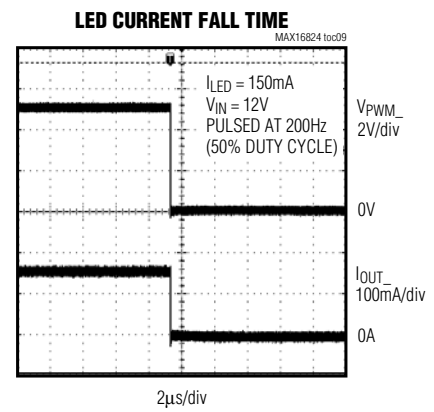 LED CURRENT FALL TIME
MAX16824 toc09
T
ILED = 150mA
VIN = 12V
PULSED AT 200Hz
(50% DUTY CYCLE)
VPWM_
2V/div
0V
IOUT_
100mA/div
0A
2µs/div